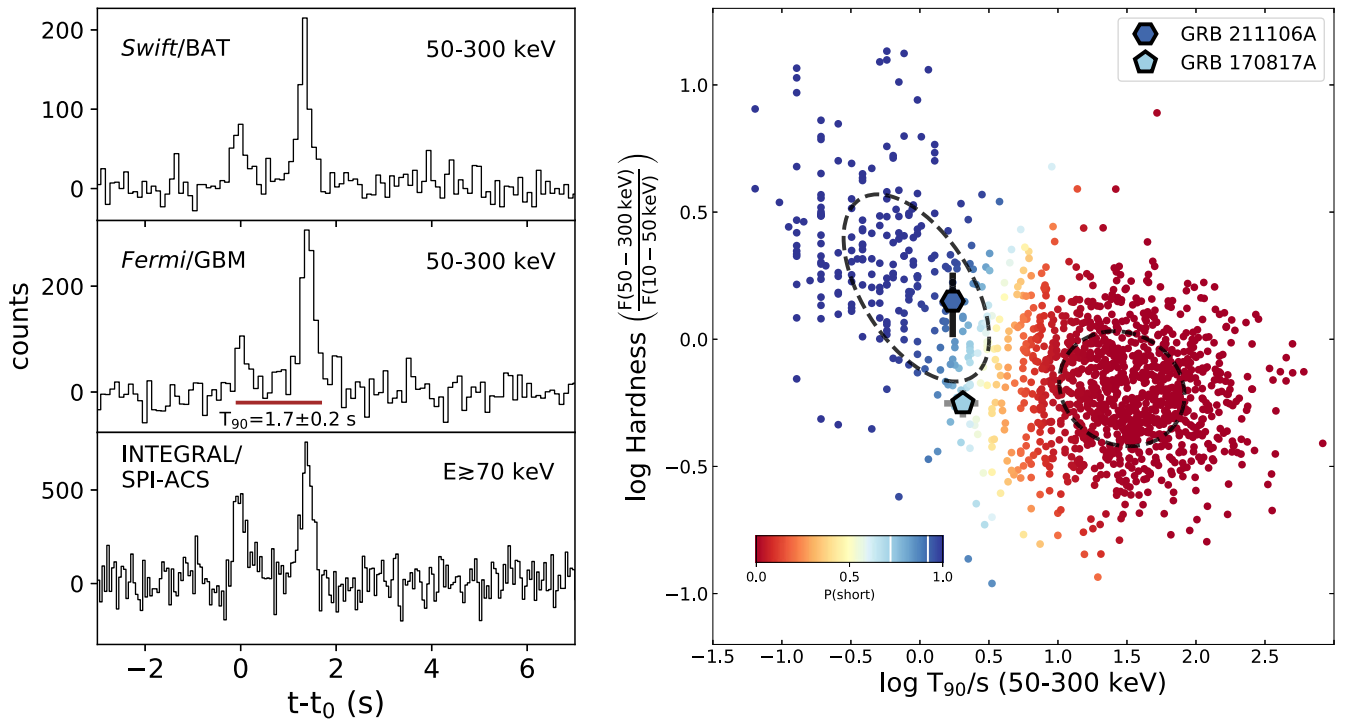 200
100
0
Swift/BAT
50-300 keV
200
0
Fermi/GBM
50-300 keV
T90=1.7±0.2 s
500
0
INTEGRAL/
SPI-ACS
E≳70 keV
counts
−2
0
2
4
6
t-t0 (s)
GRB 211106A
GRB 170817A
1.0
0.5
0.0
−0.5
−1.0
log Hardness (F(50−300 keV)/F(10−50 keV))
0.0
0.5
1.0
P(short)
−1.5
−1.0
−0.5
0.0
0.5
1.0
1.5
2.0
2.5
log T90/s (50-300 keV)